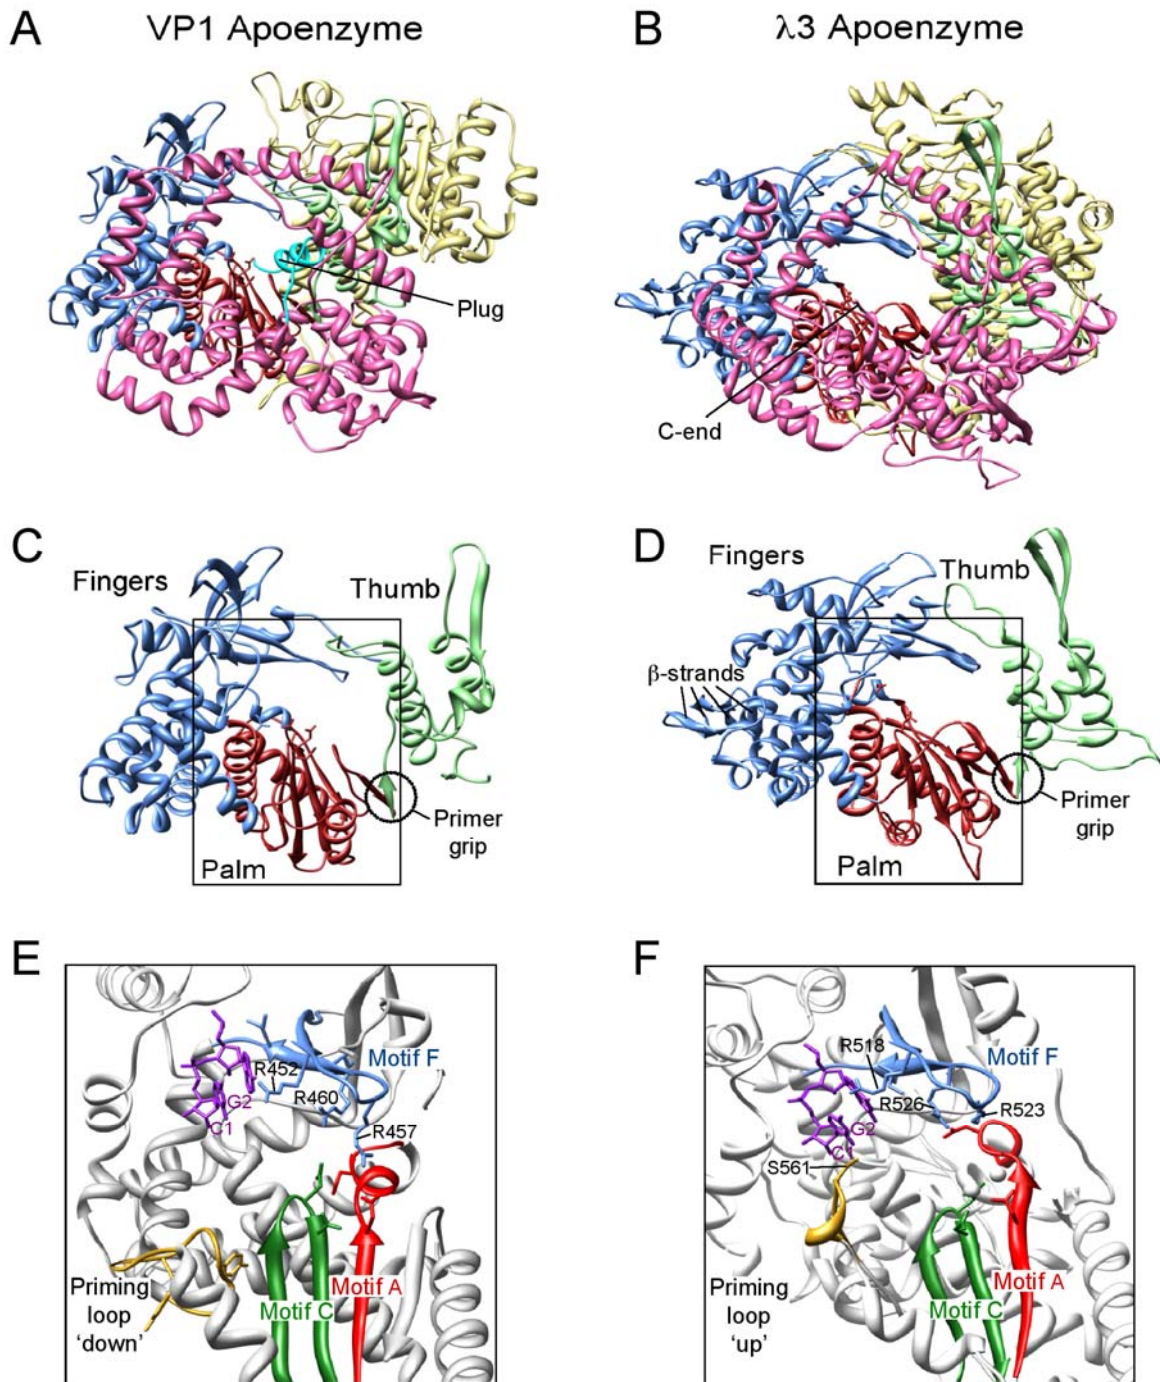 A
VP1 Apoenzyme
Plug
B
λ3 Apoenzyme
C-end
C
Fingers
Thumb
Primer
grip
Palm
D
Fingers
Thumb
β-strands
Primer
grip
Palm
E
Motif F
R452
R460
G2
C1
R457
Priming
loop
'down'
Motif A
Motif C
F
R518
Motif F
R526
R523
G2
C1
S561
Priming
loop
'up'
Motif A
Motif C